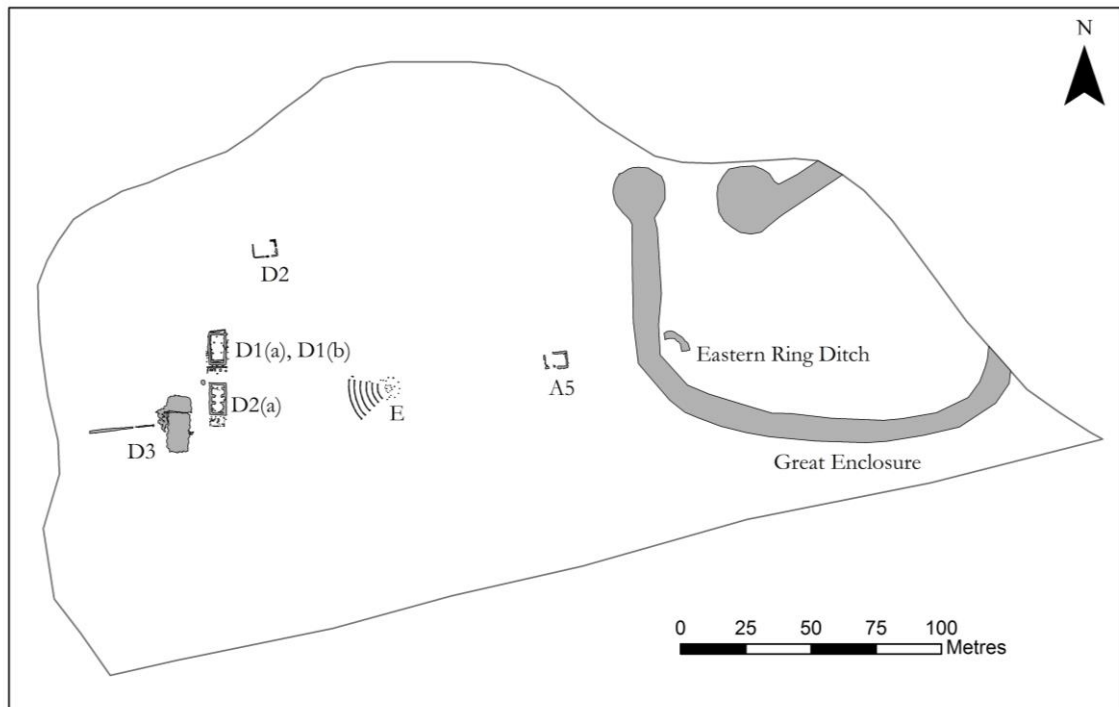 N
D2
D1(a), D1(b)
Eastern Ring Ditch
A5
D2(a)
E
D3
Great Enclosure
0 25 50 75 100
Metres